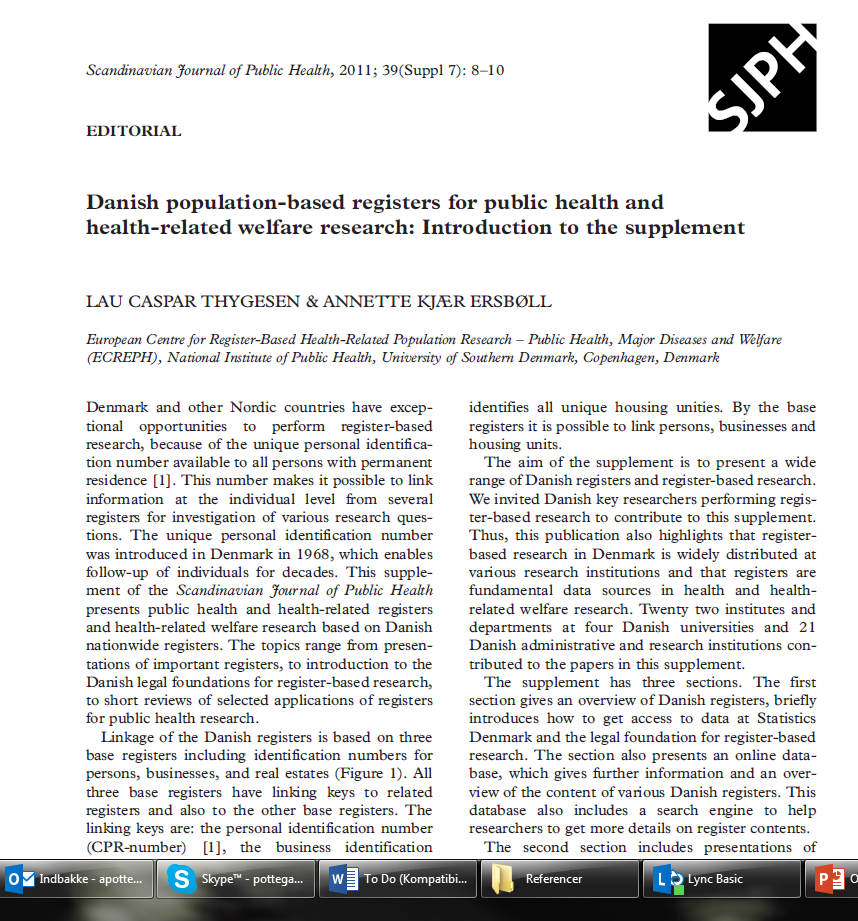 Scandinavian Journal of Public Health, 2011; 39(Suppl 7): 8–10
SJPH
EDITORIAL
Danish population-based registers for public health and
health-related welfare research: Introduction to the supplement
LAU CASPAR THYGESEN & ANNETTE KJÆR ERSBØLL
European Centre for Register-Based Health-Related Population Research – Public Health, Major Diseases and Welfare
(ECREPH), National Institute of Public Health, University of Southern Denmark, Copenhagen, Denmark
Denmark and other Nordic countries have excep-
tional opportunities to perform register-based
research, because of the unique personal identifica-
tion number available to all persons with permanent
residence [1]. This number makes it possible to link
information at the individual level from several
registers for investigation of various research ques-
tions. The unique personal identification number
was introduced in Denmark in 1968, which enables
follow-up of individuals for decades. This supple-
ment of the Scandinavian Journal of Public Health
presents public health and health-related registers
and health-related welfare research based on Danish
nationwide registers. The topics range from presen-
tations of important registers, to introduction to the
Danish legal foundations for register-based research,
to short reviews of selected applications of registers
for public health research.
Linkage of the Danish registers is based on three
base registers including identification numbers for
persons, businesses, and real estates (Figure 1). All
three base registers have linking keys to related
registers and also to the other base registers. The
linking keys are: the personal identification number
(CPR-number) [1], the business identification
identifies all unique housing unities. By the base
registers it is possible to link persons, businesses and
housing units.
The aim of the supplement is to present a wide
range of Danish registers and register-based research.
We invited Danish key researchers performing regis-
ter-based research to contribute to this supplement.
Thus, this publication also highlights that register-
based research in Denmark is widely distributed at
various research institutions and that registers are
fundamental data sources in health and health-
related welfare research. Twenty two institutes and
departments at four Danish universities and 21
Danish administrative and research institutions con-
tributed to the papers in this supplement.
The supplement has three sections. The first
section gives an overview of Danish registers, briefly
introduces how to get access to data at Statistics
Denmark and the legal foundation for register-based
research. The section also presents an online data-
base, which gives further information and an over-
view of the content of various Danish registers. This
database also includes a search engine to help
researchers to get more details on register contents.
The second section includes presentations of
Indbakke - apotte...
Skype™ - pottega...
To Do (Kompatibi...
Referencer
Lync Basic
O